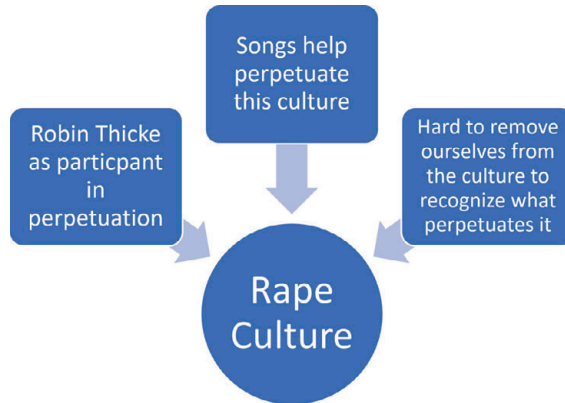 Songs help
perpetuate
this culture
Robin Thicke
as particpant
in
perpetuation
Hard to remove
ourselves from
the culture to
recognize what
perpetuates it
Rape
Culture